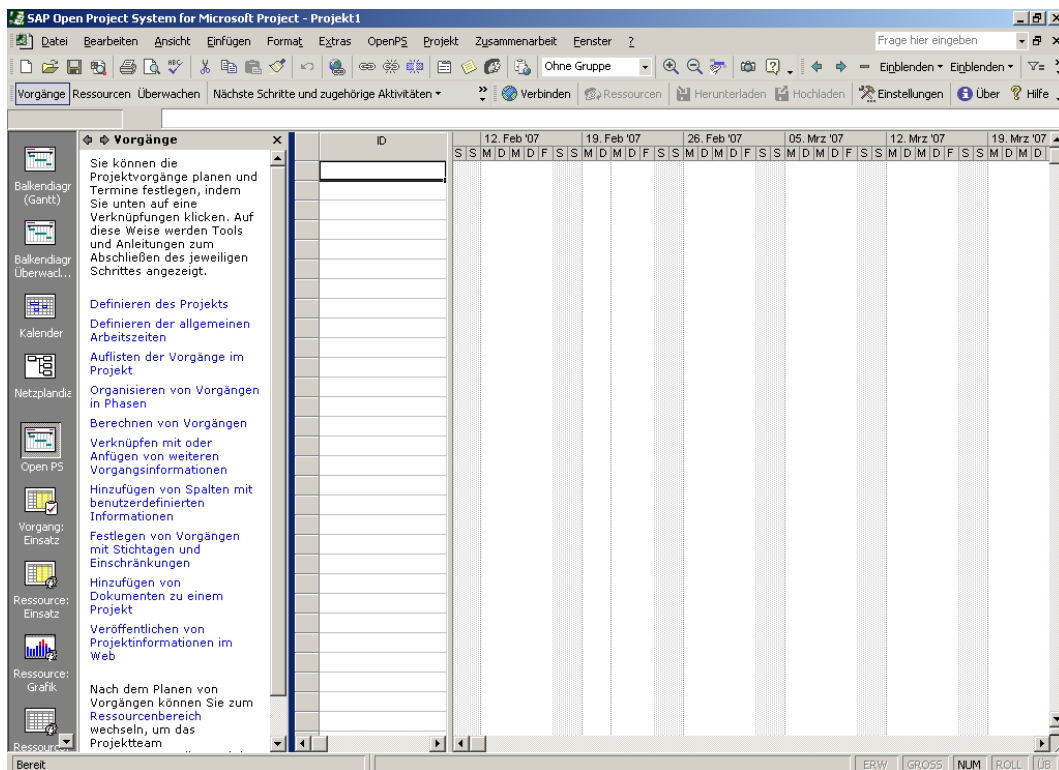 SAP Open Project System for Microsoft Project - Projekt1
Datei Bearbeiten Ansicht Einfügen Format Extras OpenPS Projekt Zusammenarbeit Fenster ? Frage hier eingeben
ABC Ohne Gruppe Einblenden Einblenden
Vorgänge Ressourcen Überwachen Nächste Schritte und zugehörige Aktivitäten Verbinden Ressourcen Herunterladen Hochladen Einstellungen Über Hilfe
Balkendiagr
(Gantt)
Balkendiagr
Überwacl...
Kalender
Netzplandia
Open PS
Vorgang:
Einsatz
Ressource:
Einsatz
Ressource:
Grafik
Ressourc
Vorgänge
Sie können die
Projektvorgänge planen und
Termine festlegen, indem
Sie unten auf eine
Verknüpfungen klicken. Auf
diese Weise werden Tools
und Anleitungen zum
Abschließen des jeweiligen
Schrittes angezeigt.
Definieren des Projekts
Definieren der allgemeinen
Arbeitszeiten
Auflisten der Vorgänge im
Projekt
Organisieren von Vorgängen
in Phasen
Berechnen von Vorgängen
Verknüpfen mit oder
Anfügen von weiteren
Vorgangsinformationen
Hinzufügen von Spalten mit
benutzerdefinierten
Informationen
Festlegen von Vorgängen
mit Stichtagen und
Einschränkungen
Hinzufügen von
Dokumenten zu einem
Projekt
Veröffentlichen von
Projektinformationen im
Web
Nach dem Planen von
Vorgängen können Sie zum
Ressourcenbereich
wechseln, um das
Projektteam
ID
12. Feb '07 19. Feb '07 26. Feb '07 05. Mrz '07 12. Mrz '07 19. Mrz '07
S S M D M D F S S M D M D F S S M D M D F S S M D M D F S S M D M D F S S M D M D
Bereit ERW GROSS NUM ROLL ÜB